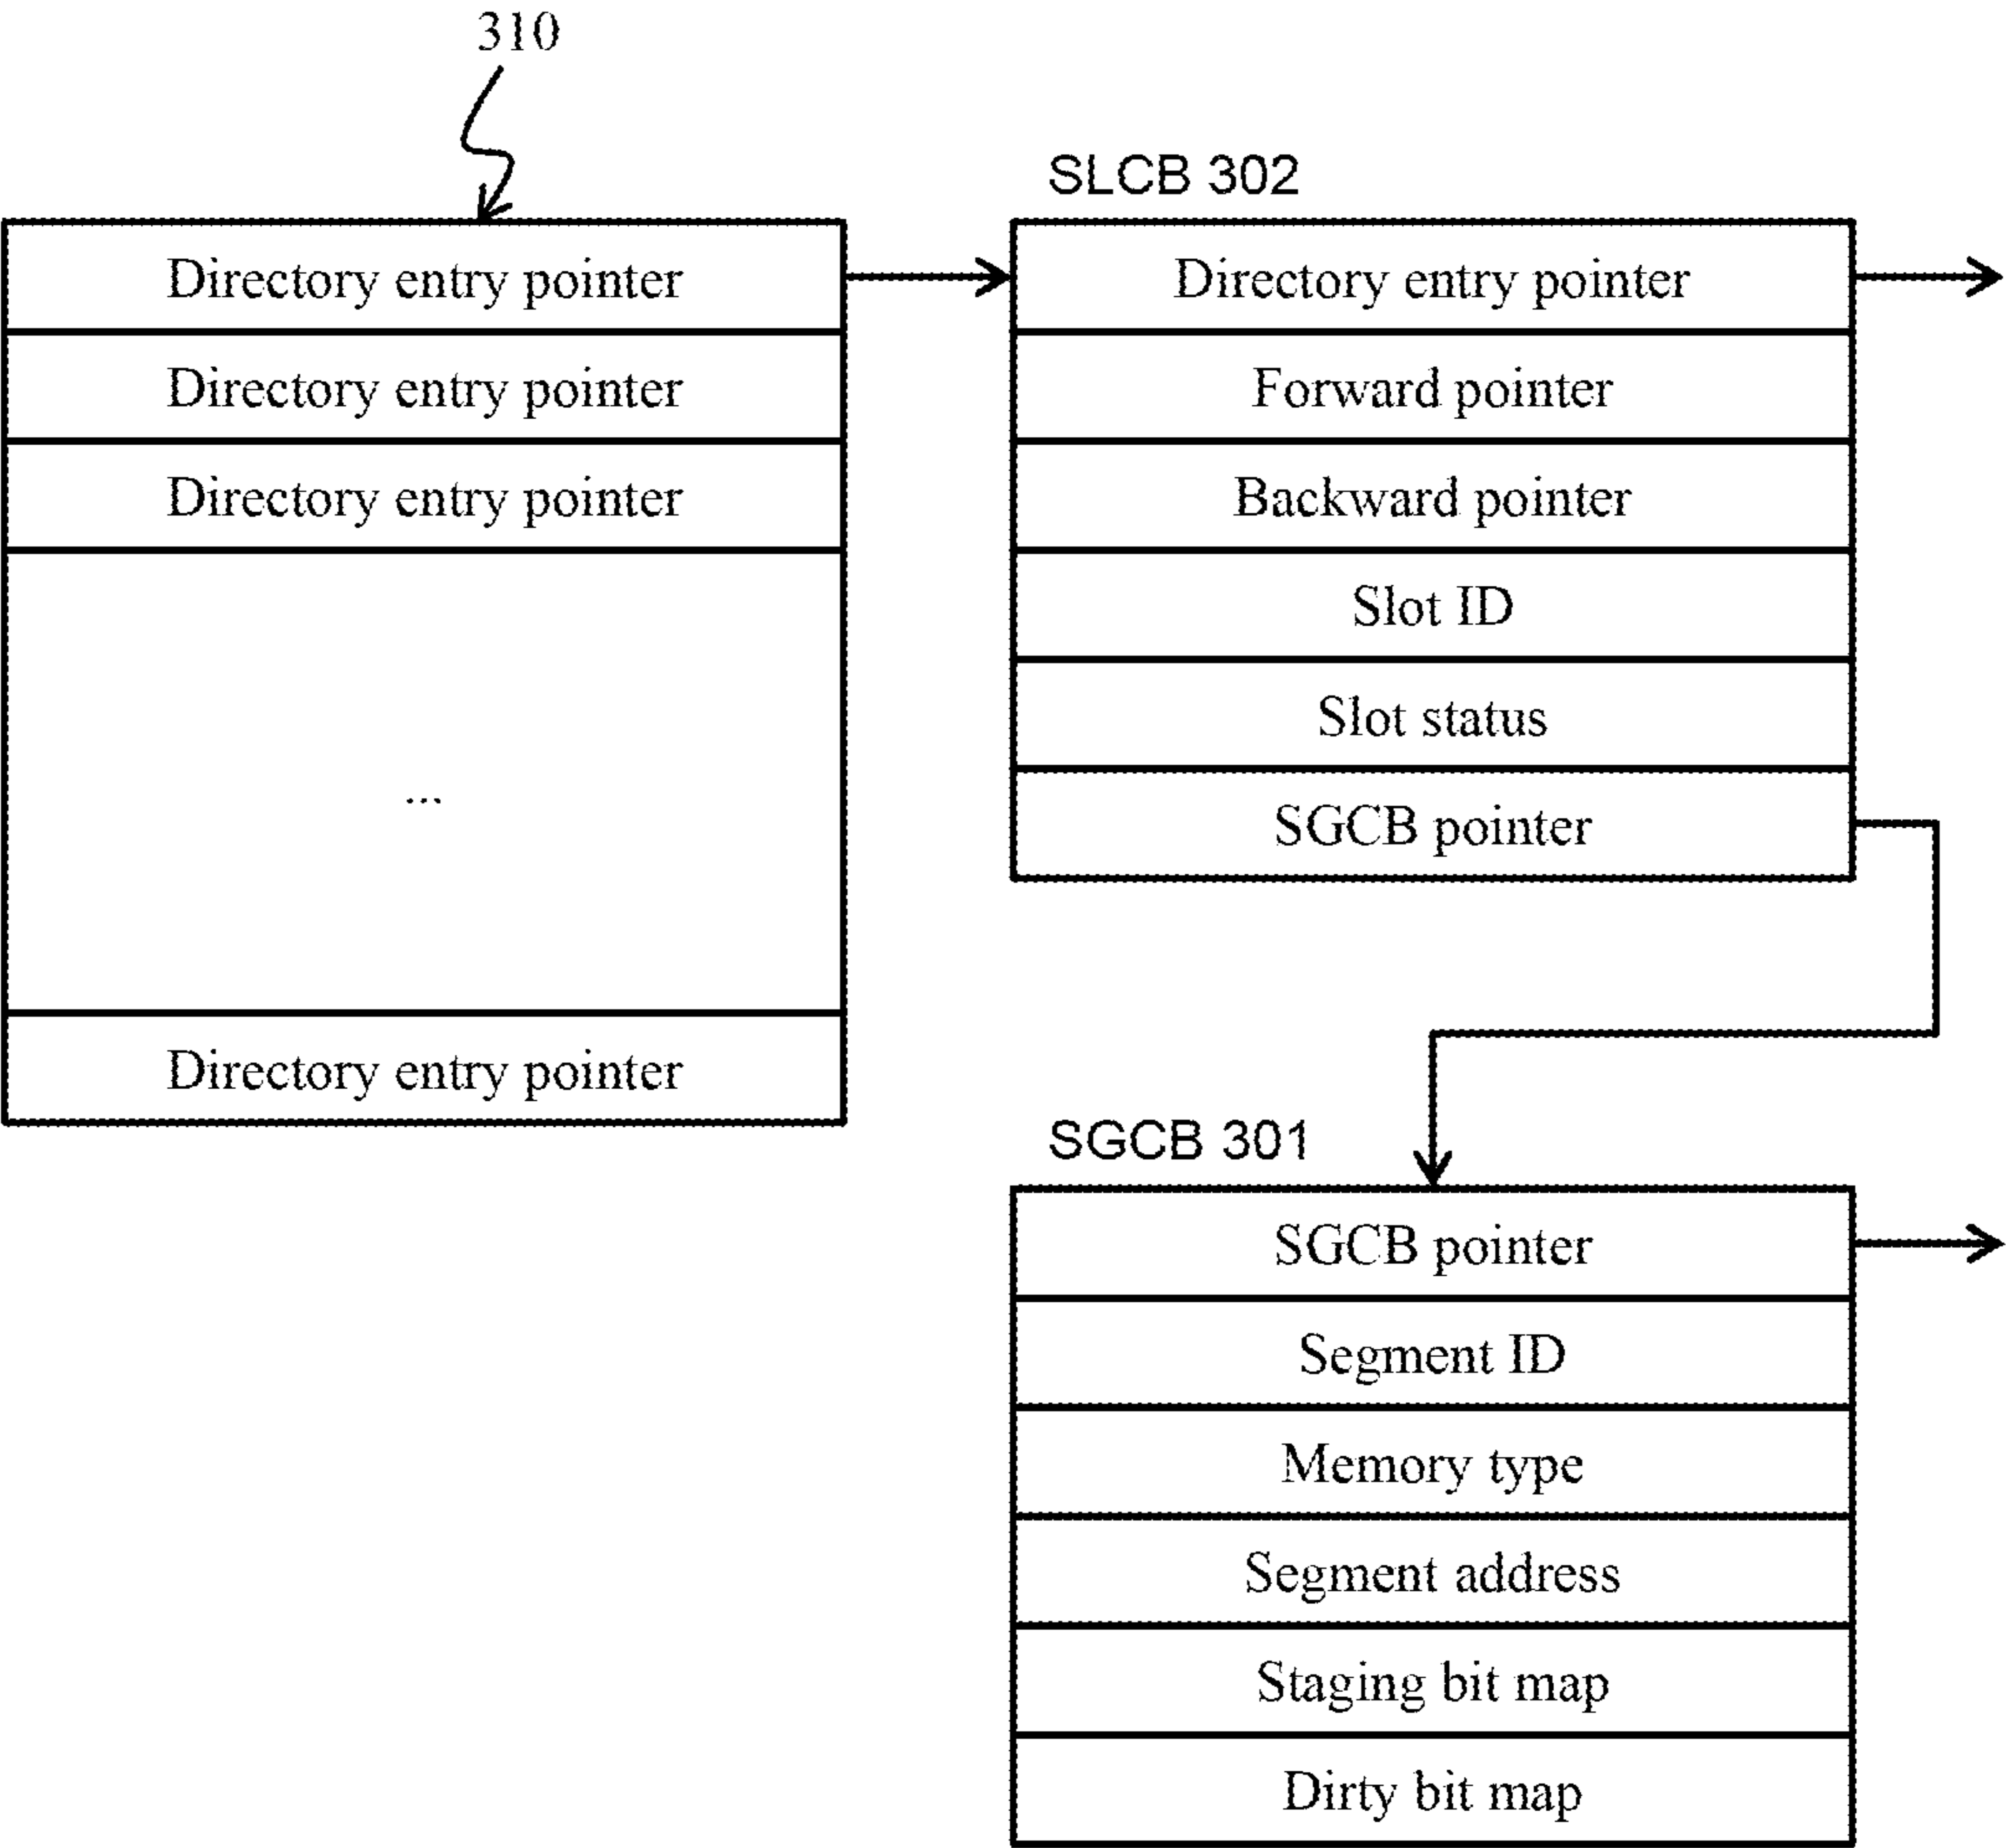 310
Directory entry pointer
Directory entry pointer
Directory entry pointer
...
Directory entry pointer
SLCB 302
Directory entry pointer
Forward pointer
Backward pointer
Slot ID
Slot status
SGCB pointer
SGCB 301
SGCB pointer
Segment ID
Memory type
Segment address
Staging bit map
Dirty bit map